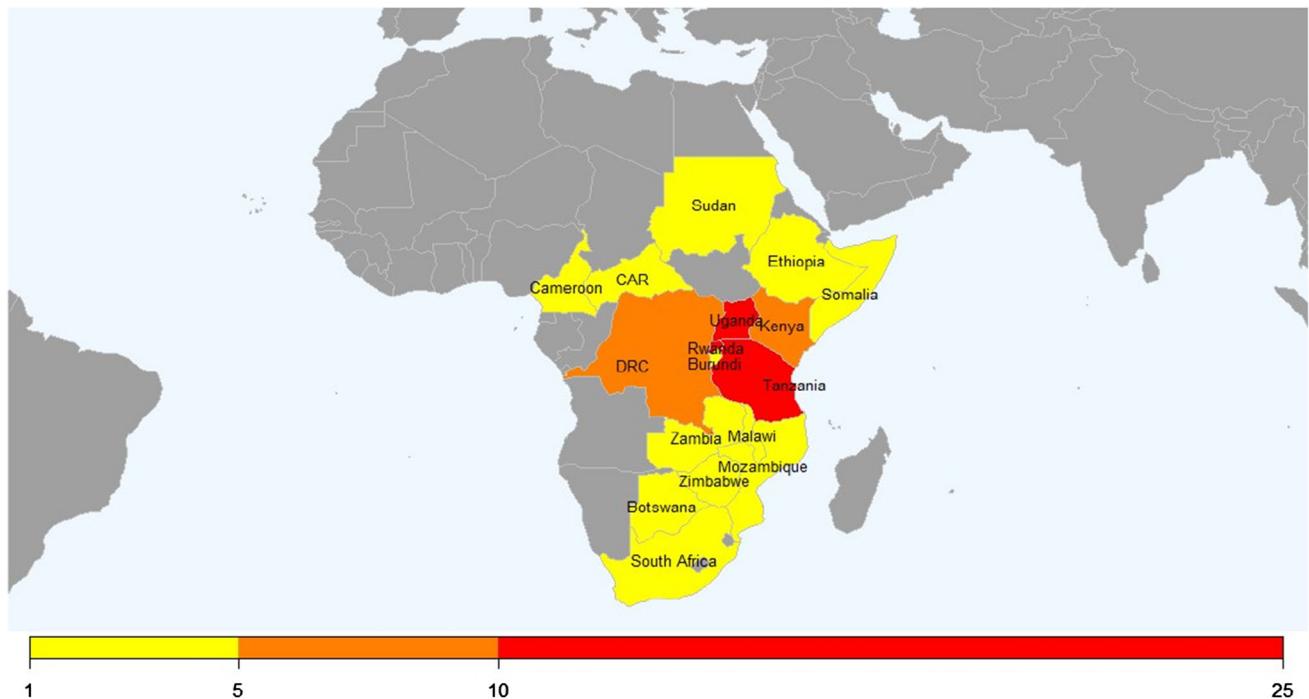 Sudan
Ethiopia
CAR
Cameroon
Somalia
Uganda
Kenya
Rwanda
Burundi
DRC
Tanzania
Zambia
Malawi
Mozambique
Zimbabwe
Botswana
South Africa
1 5 10 25